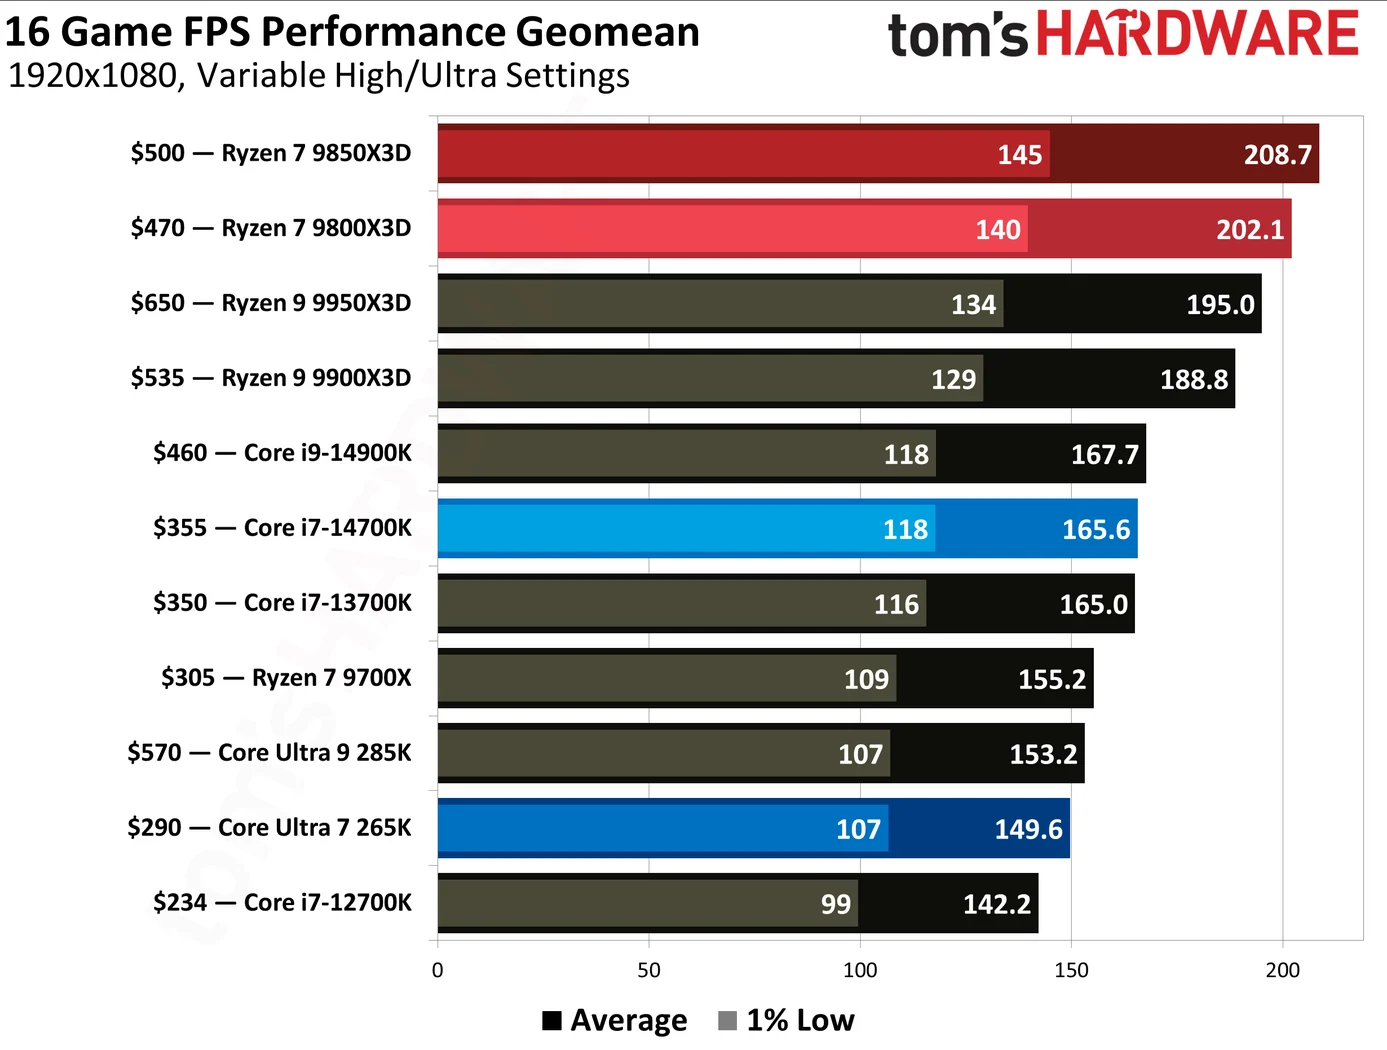 16 Game FPS Performance Geomean
tom's HARDWARE
1920x1080, Variable High/Ultra Settings
$500 — Ryzen 7 9850X3D 145 208.7
$470 — Ryzen 7 9800X3D 140 202.1
$650 — Ryzen 9 9950X3D 134 195.0
$535 — Ryzen 9 9900X3D 129 188.8
$460 — Core i9-14900K 118 167.7
$355 — Core i7-14700K 118 165.6
$350 — Core i7-13700K 116 165.0
$305 — Ryzen 7 9700X 109 155.2
$570 — Core Ultra 9 285K 107 153.2
$290 — Core Ultra 7 265K 107 149.6
$234 — Core i7-12700K 99 142.2
0 50 100 150 200
Average 1% Low
tom's HARDWARE